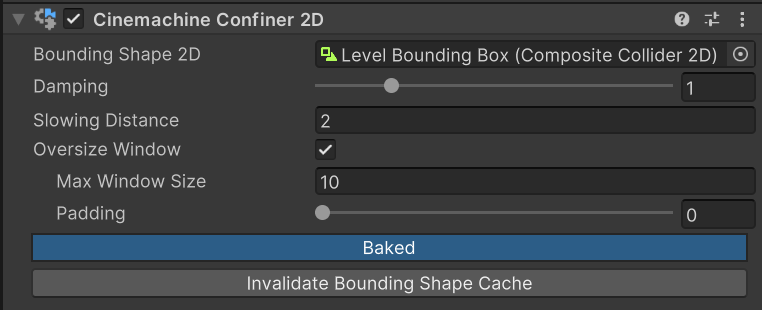 Cinemachine Confiner 2D
Bounding Shape 2D Level Bounding Box (Composite Collider 2D)
Damping 1
Slowing Distance 2
Oversize Window
Max Window Size 10
Padding 0
Baked
Invalidate Bounding Shape Cache